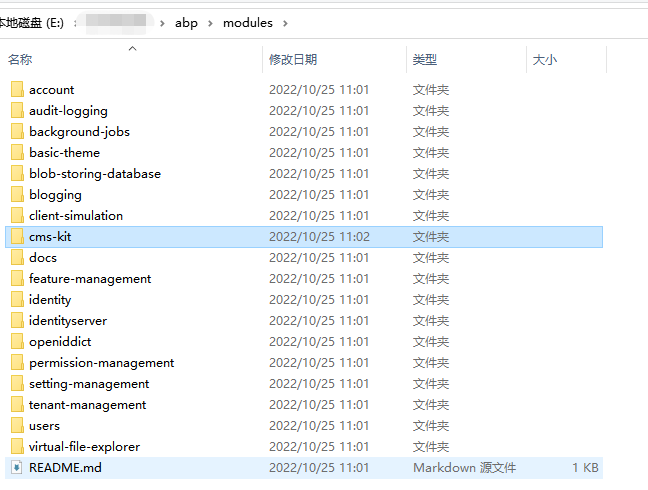 本地磁盘 (E:) › › abp › modules ›
名称 修改日期 类型 大小
account 2022/10/25 11:01 文件夹
audit-logging 2022/10/25 11:01 文件夹
background-jobs 2022/10/25 11:01 文件夹
basic-theme 2022/10/25 11:01 文件夹
blob-storing-database 2022/10/25 11:01 文件夹
blogging 2022/10/25 11:01 文件夹
client-simulation 2022/10/25 11:01 文件夹
cms-kit 2022/10/25 11:02 文件夹
docs 2022/10/25 11:01 文件夹
feature-management 2022/10/25 11:01 文件夹
identity 2022/10/25 11:01 文件夹
identityserver 2022/10/25 11:01 文件夹
openiddict 2022/10/25 11:01 文件夹
permission-management 2022/10/25 11:01 文件夹
setting-management 2022/10/25 11:01 文件夹
tenant-management 2022/10/25 11:01 文件夹
users 2022/10/25 11:01 文件夹
virtual-file-explorer 2022/10/25 11:01 文件夹
README.md 2022/10/25 11:01 Markdown 源文件 1 KB